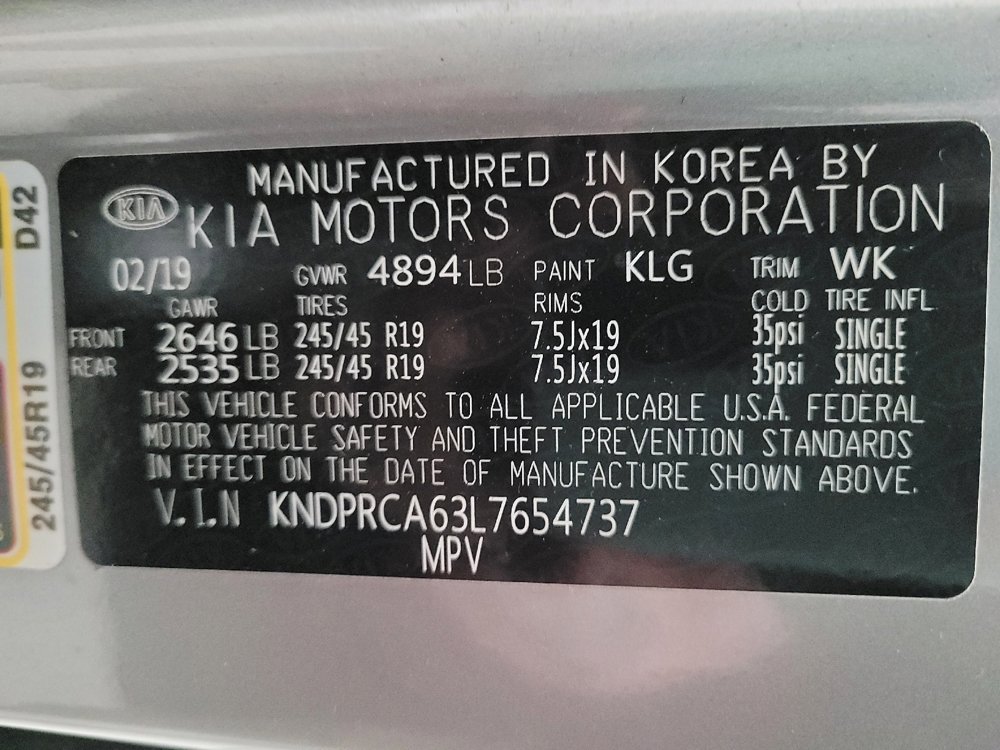 MANUFACTURED IN KOREA BY
KIA
KIA MOTORS CORPORATION
02/19 GVWR 4894 LB PAINT KLG TRIM WK
GAWR TIRES RIMS COLD TIRE INFL
FRONT 2646 LB 245/45 R19 7.5Jx19 35psi SINGLE
REAR 2535 LB 245/45 R19 7.5Jx19 35psi SINGLE
THIS VEHICLE CONFORMS TO ALL APPLICABLE U.S.A. FEDERAL
MOTOR VEHICLE SAFETY AND THEFT PREVENTION STANDARDS
IN EFFECT ON THE DATE OF MANUFACTURE SHOWN ABOVE.
V.I.N KNDPRCA63L7654737
MPV
245/45R19 D42